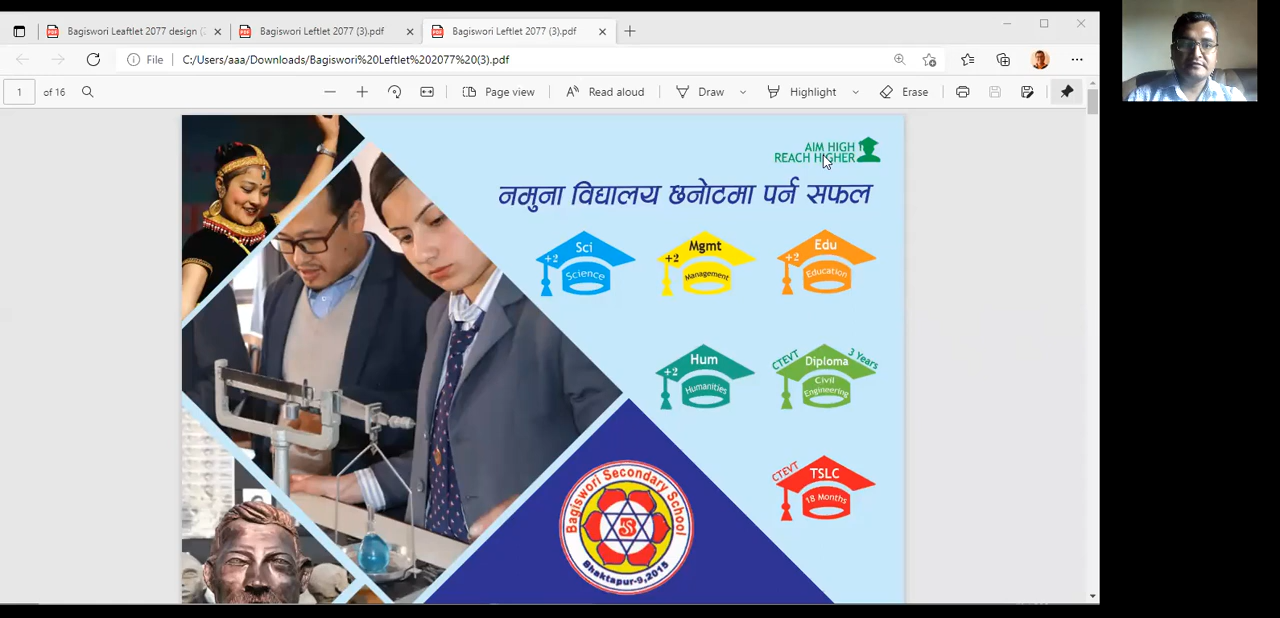 Bagiswori Leaftlet 2077 design (
Bagiswori Leftlet 2077 (3).pdf
Bagiswori Leftlet 2077 (3).pdf
File
C:/Users/aaa/Downloads/Bagiswori%20Leftlet%202077%20(3).pdf
1 of 16
Page view
Read aloud
Draw
Highlight
Erase
AIM HIGH
REACH HIGHER
नमुना विद्यालय छनाेटमा पर्न सफल
Sci
+2
Science
Mgmt
+2
Management
Edu
+2
Education
Hum
+2
Humanities
CTEVT
Diploma
3 Years
Civil
Engineering
CTEVT
TSLC
18 Months
Bagiswori Secondary School
Bhaktapur-9,2015